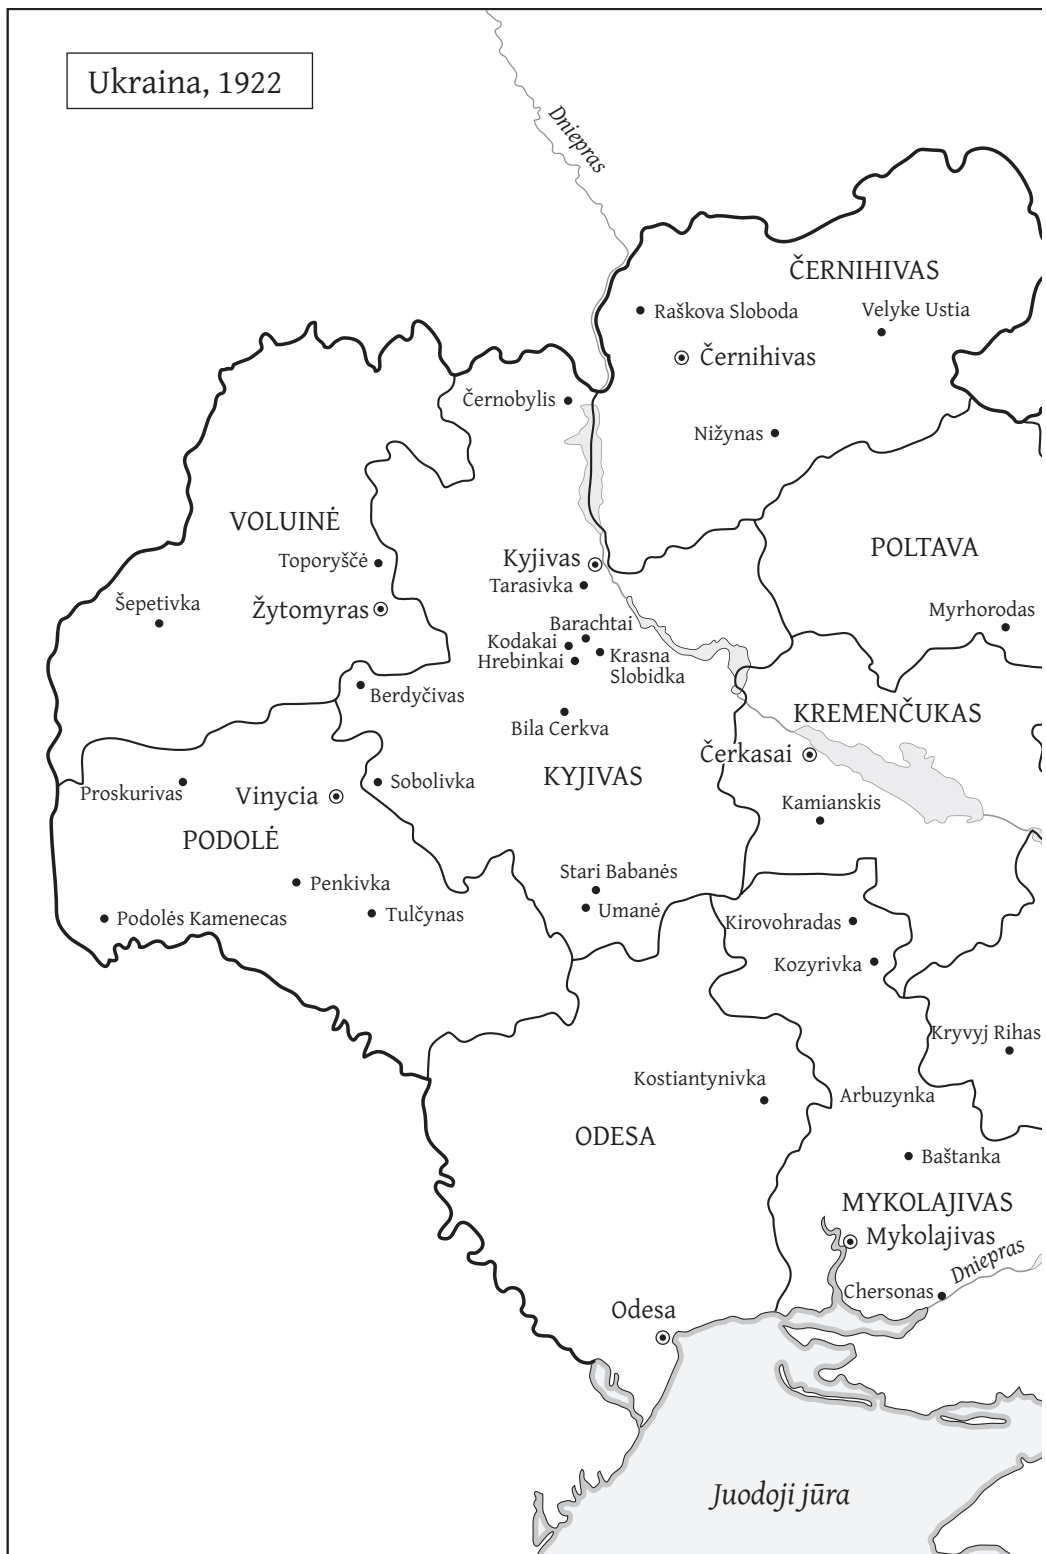 Ukraina, 1922
Dniepras
ČERNIHIVAS
Raškova Sloboda
Velyke Ustia
Černihivas
Černobylis
Nižynas
VOLUINĖ
POLTAVA
Toporyščė
Kyjivas
Tarasivka
Šepetivka
Žytomyras
Myrhorodas
Barachtai
Kodakai
Hrebinkai
Krasna
Slobidka
Berdyčivas
KREMENČUKAS
Bila Cerkva
Čerkasai
KYJIVAS
Sobolivka
Proskurivas
Vinycia
Kamianskis
PODOLĖ
Stari Babanės
Penkivka
Umanė
Podolės Kamenecas
Tulčynas
Kirovohradas
Kozyrivka
Kryvyj Rihas
Kostiantynivka
Arbuzynka
ODESA
Baštanka
MYKOLAJIVAS
Mykolajivas
Dniepras
Chersonas
Odesa
Juodoji jūra